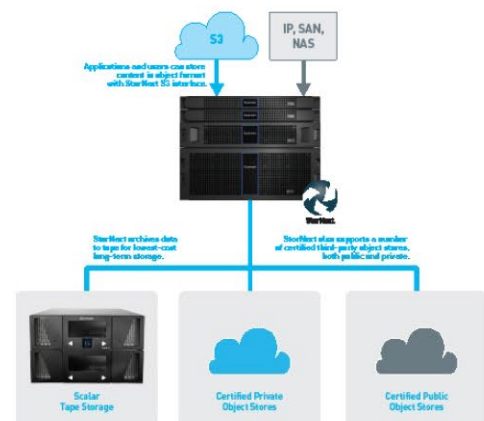 S3
IP, SAN,
NAS
Applications and users can store
content in object format
with StorNext S3 interface.
StorNext
StorNext archives data
to tape for lowest-cost
long-term storage.
StorNext also supports a number
of certified third-party object stores,
both public and private.
Scalar
Tape Storage
Certified Private
Object Stores
Certified Public
Object Stores